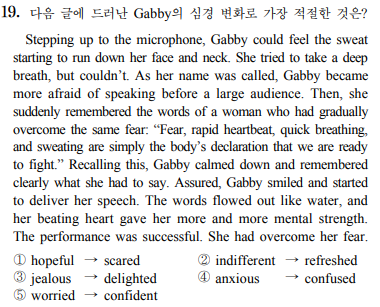 19. 다음 글에 드러난 Gabby의 심경 변화로 가장 적절한 것은?
Stepping up to the microphone, Gabby could feel the sweat
starting to run down her face and neck. She tried to take a deep
breath, but couldn't. As her name was called, Gabby became
more afraid of speaking before a large audience. Then, she
suddenly remembered the words of a woman who had gradually
overcome the same fear: “Fear, rapid heartbeat, quick breathing,
and sweating are simply the body's declaration that we are ready
to fight.” Recalling this, Gabby calmed down and remembered
clearly what she had to say. Assured, Gabby smiled and started
to deliver her speech. The words flowed out like water, and
her beating heart gave her more and more mental strength.
The performance was successful. She had overcome her fear.
① hopeful → scared ② indifferent → refreshed
③ jealous → delighted ④ anxious → confused
⑤ worried → confident